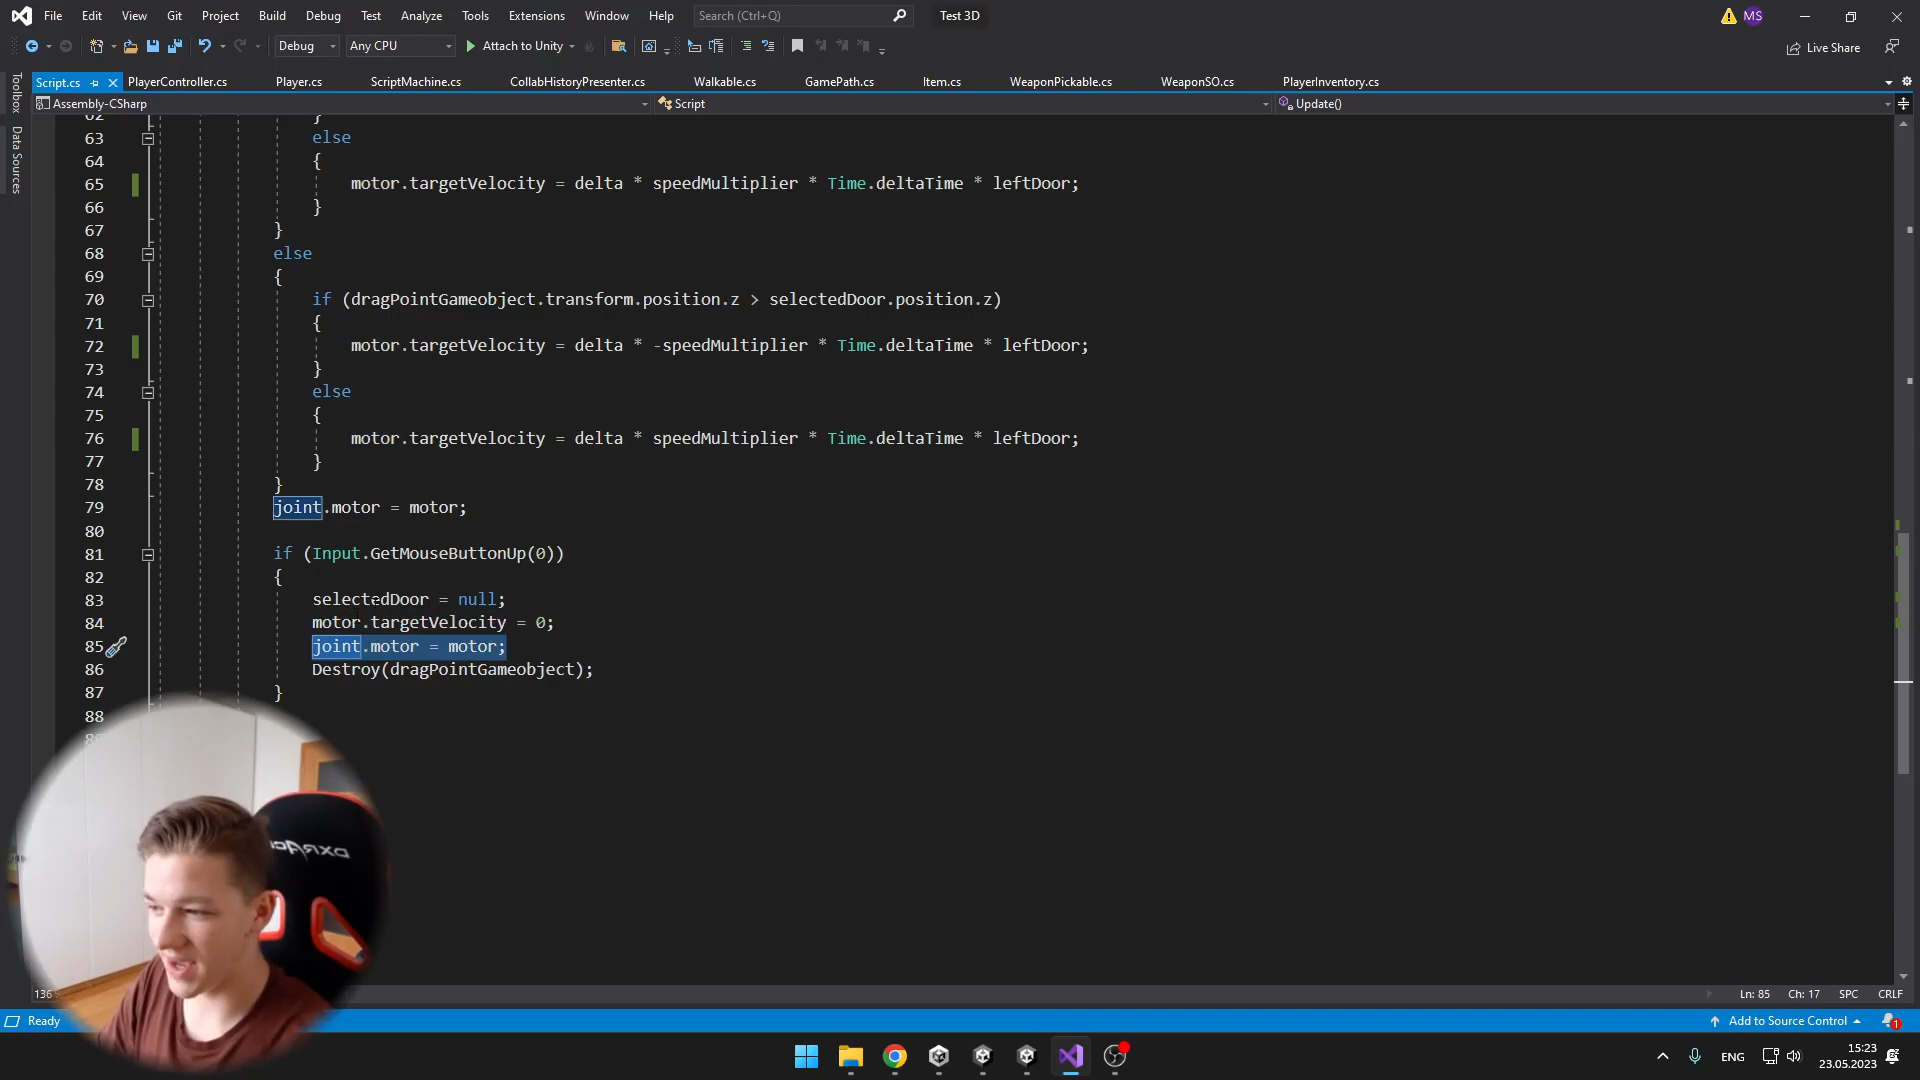 File Edit View Git Project Build Debug Test Analyze Tools Extensions Window Help Search (Ctrl+Q) Test 3D MS
Debug Any CPU Attach to Unity Live Share
Script.cs PlayerController.cs Player.cs ScriptMachine.cs CollabHistoryPresenter.cs Walkable.cs GamePath.cs Item.cs WeaponPickable.cs WeaponSO.cs PlayerInventory.cs
Assembly-CSharp Script Update()
Toolbox
Data Sources
62 }
63 else
64 {
65 motor.targetVelocity = delta * speedMultiplier * Time.deltaTime * leftDoor;
66 }
67 }
68 else
69 {
70 if (dragPointGameobject.transform.position.z > selectedDoor.position.z)
71 {
72 motor.targetVelocity = delta * -speedMultiplier * Time.deltaTime * leftDoor;
73 }
74 else
75 {
76 motor.targetVelocity = delta * speedMultiplier * Time.deltaTime * leftDoor;
77 }
78 }
79 joint.motor = motor;
80
81 if (Input.GetMouseButtonUp(0))
82 {
83 selectedDoor = null;
84 motor.targetVelocity = 0;
85 joint.motor = motor;
86 Destroy(dragPointGameobject);
87 }
88
136 Ln: 85 Ch: 17 SPC CRLF
Ready Add to Source Control 1
ENG 15:23
23.05.2023